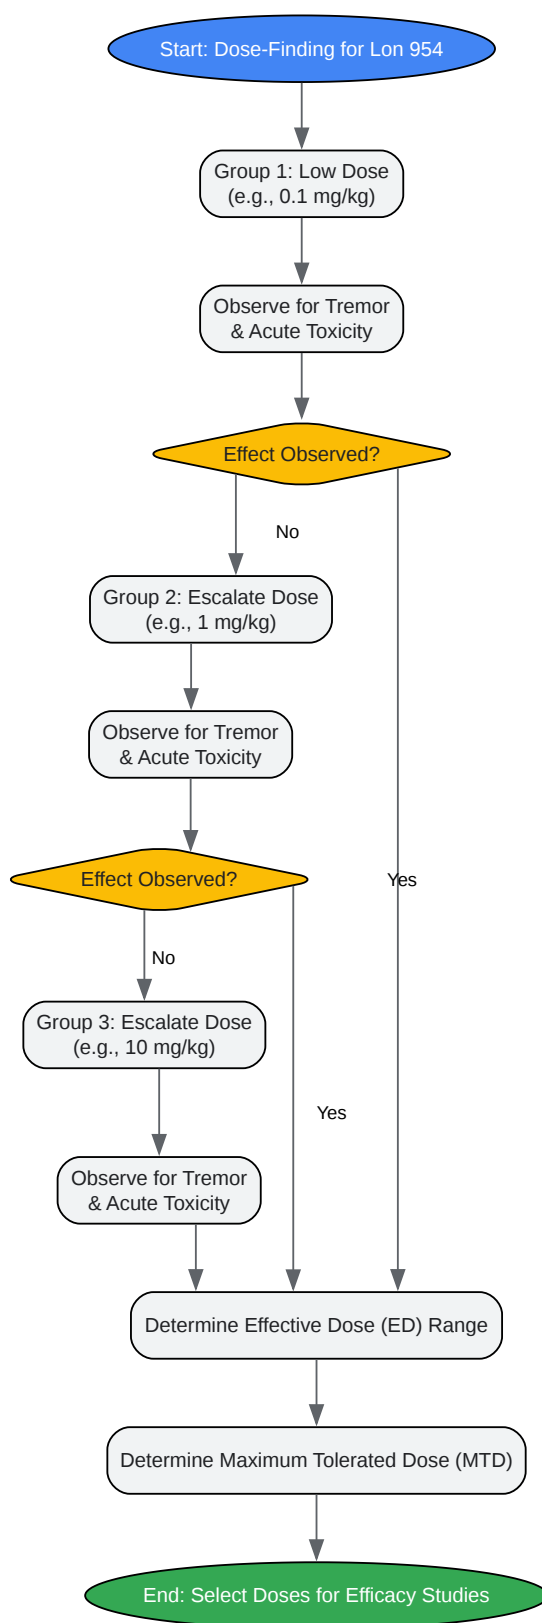 Start: Dose-Finding for Lon 954
Group 1: Low Dose
(e.g., 0.1 mg/kg)
Observe for Tremor
& Acute Toxicity
Effect Observed?
No
Group 2: Escalate Dose
(e.g., 1 mg/kg)
Observe for Tremor
& Acute Toxicity
Effect Observed?
Yes
No
Group 3: Escalate Dose
(e.g., 10 mg/kg)
Yes
Observe for Tremor
& Acute Toxicity
Determine Effective Dose (ED) Range
Determine Maximum Tolerated Dose (MTD)
End: Select Doses for Efficacy Studies